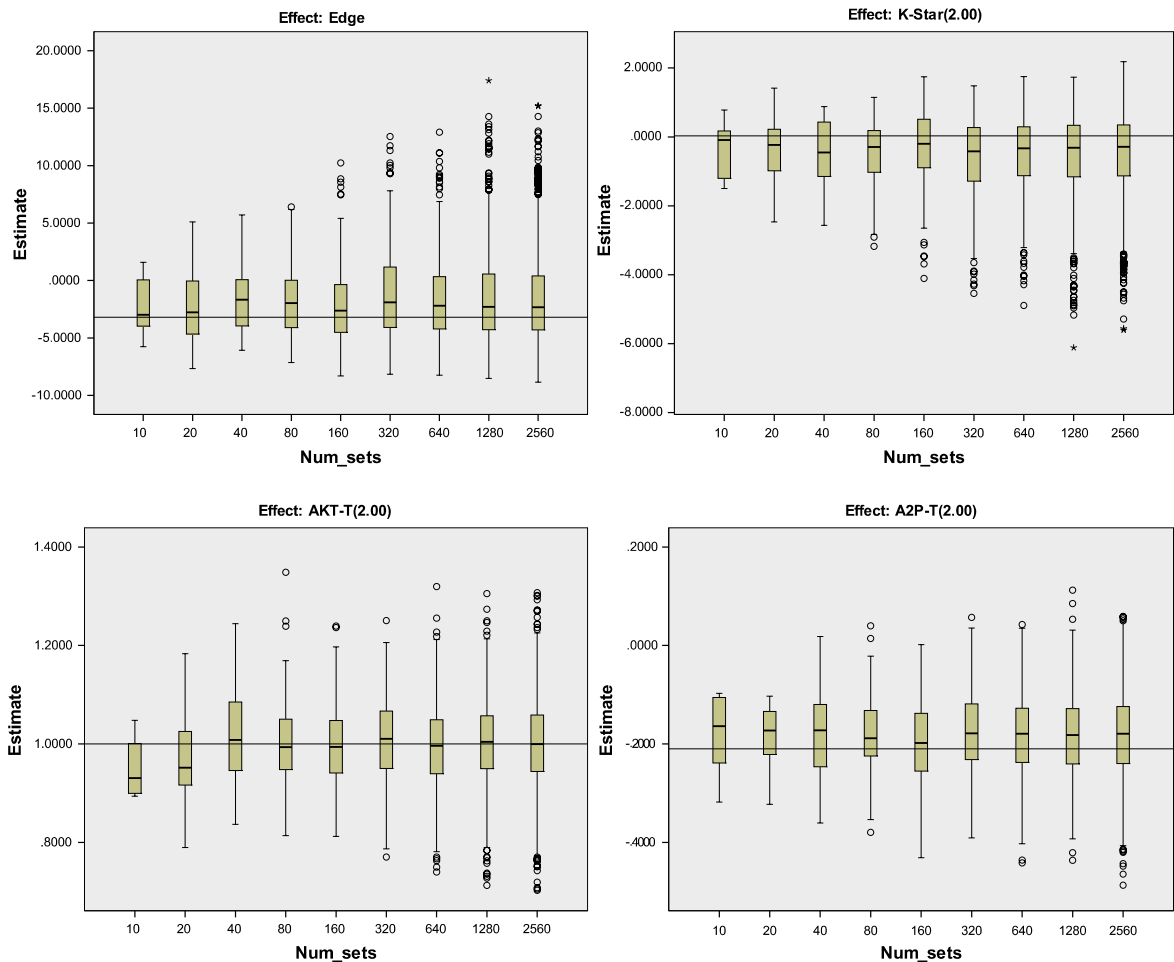 Effect: Edge
20.0000
15.0000
10.0000
5.0000
.0000
-5.0000
-10.0000
Estimate
10 20 40 80 160 320 640 1280 2560
Num_sets
Effect: K-Star(2.00)
2.0000
.0000
-2.0000
-4.0000
-6.0000
-8.0000
Estimate
10 20 40 80 160 320 640 1280 2560
Num_sets
Effect: AKT-T(2.00)
1.4000
1.2000
1.0000
.8000
Estimate
10 20 40 80 160 320 640 1280 2560
Num_sets
Effect: A2P-T(2.00)
.2000
.0000
-.2000
-.4000
Estimate
10 20 40 80 160 320 640 1280 2560
Num_sets